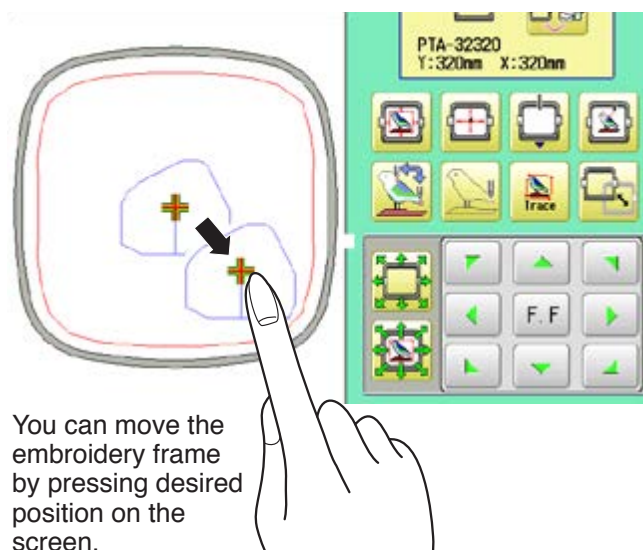 PTA-32320
Y:320mm X:320mm
Trace
F.F
You can move the
embroidery frame
by pressing desired
position on the
screen.